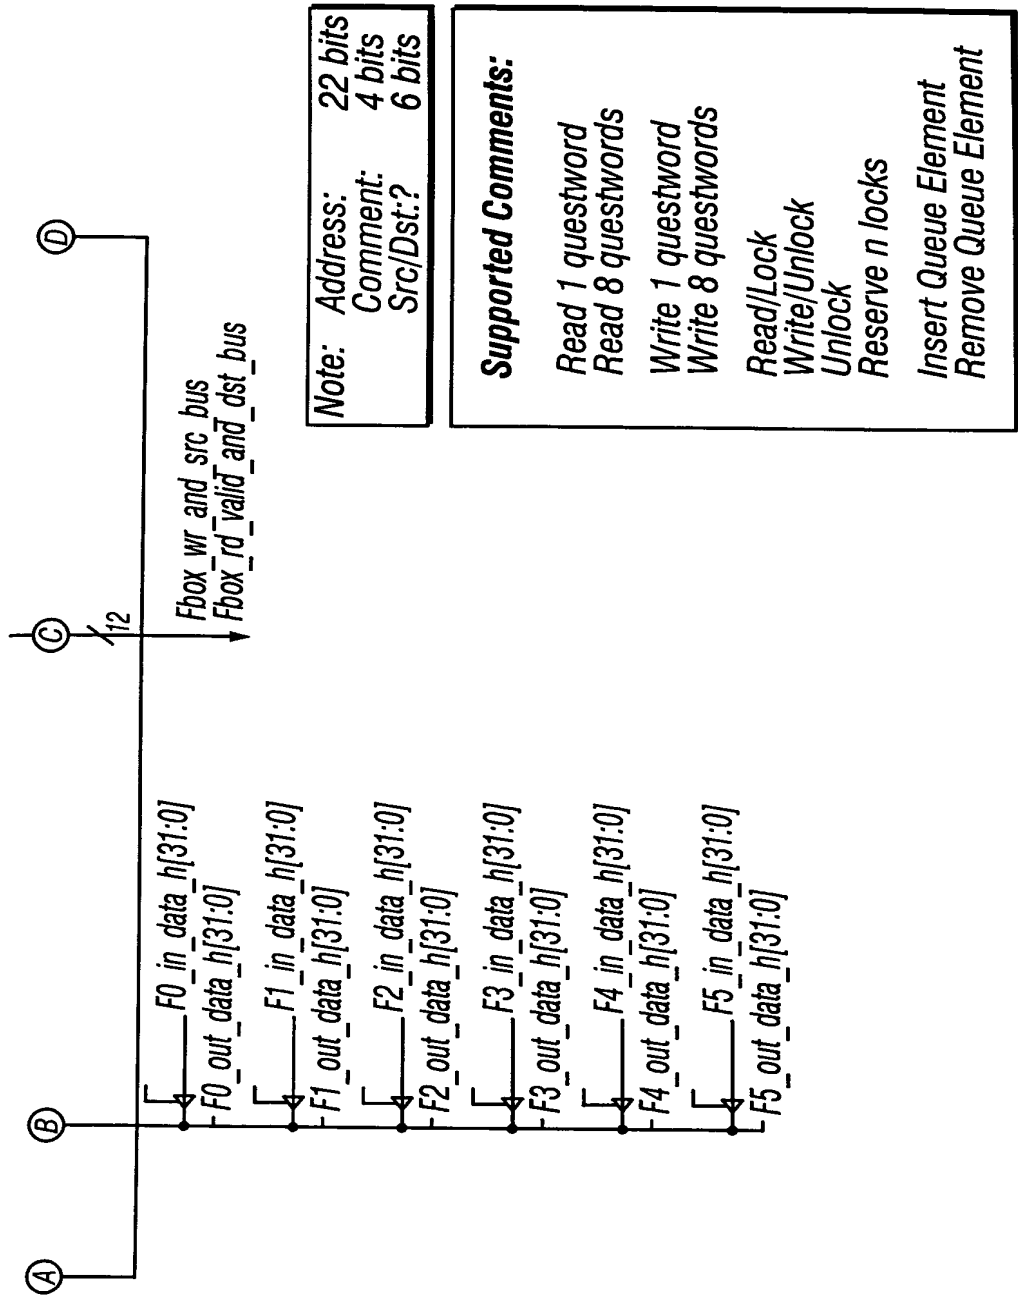 A
B
C
D
12
Fbox_wr_and_src_bus
Fbox_rd_valid_and_dst_bus
F0_in_data_h[31:0]
F0_out_data_h[31:0]
F1_in_data_h[31:0]
F1_out_data_h[31:0]
F2_in_data_h[31:0]
F2_out_data_h[31:0]
F3_in_data_h[31:0]
F3_out_data_h[31:0]
F4_in_data_h[31:0]
F4_out_data_h[31:0]
F5_in_data_h[31:0]
F5_out_data_h[31:0]
Note: Address: 22 bits
Comment: 4 bits
Src/Dst:? 6 bits
Supported Comments:
Read 1 questword
Read 8 questwords
Write 1 questword
Write 8 questwords
Read/Lock
Write/Unlock
Unlock
Reserve n locks
Insert Queue Element
Remove Queue Element